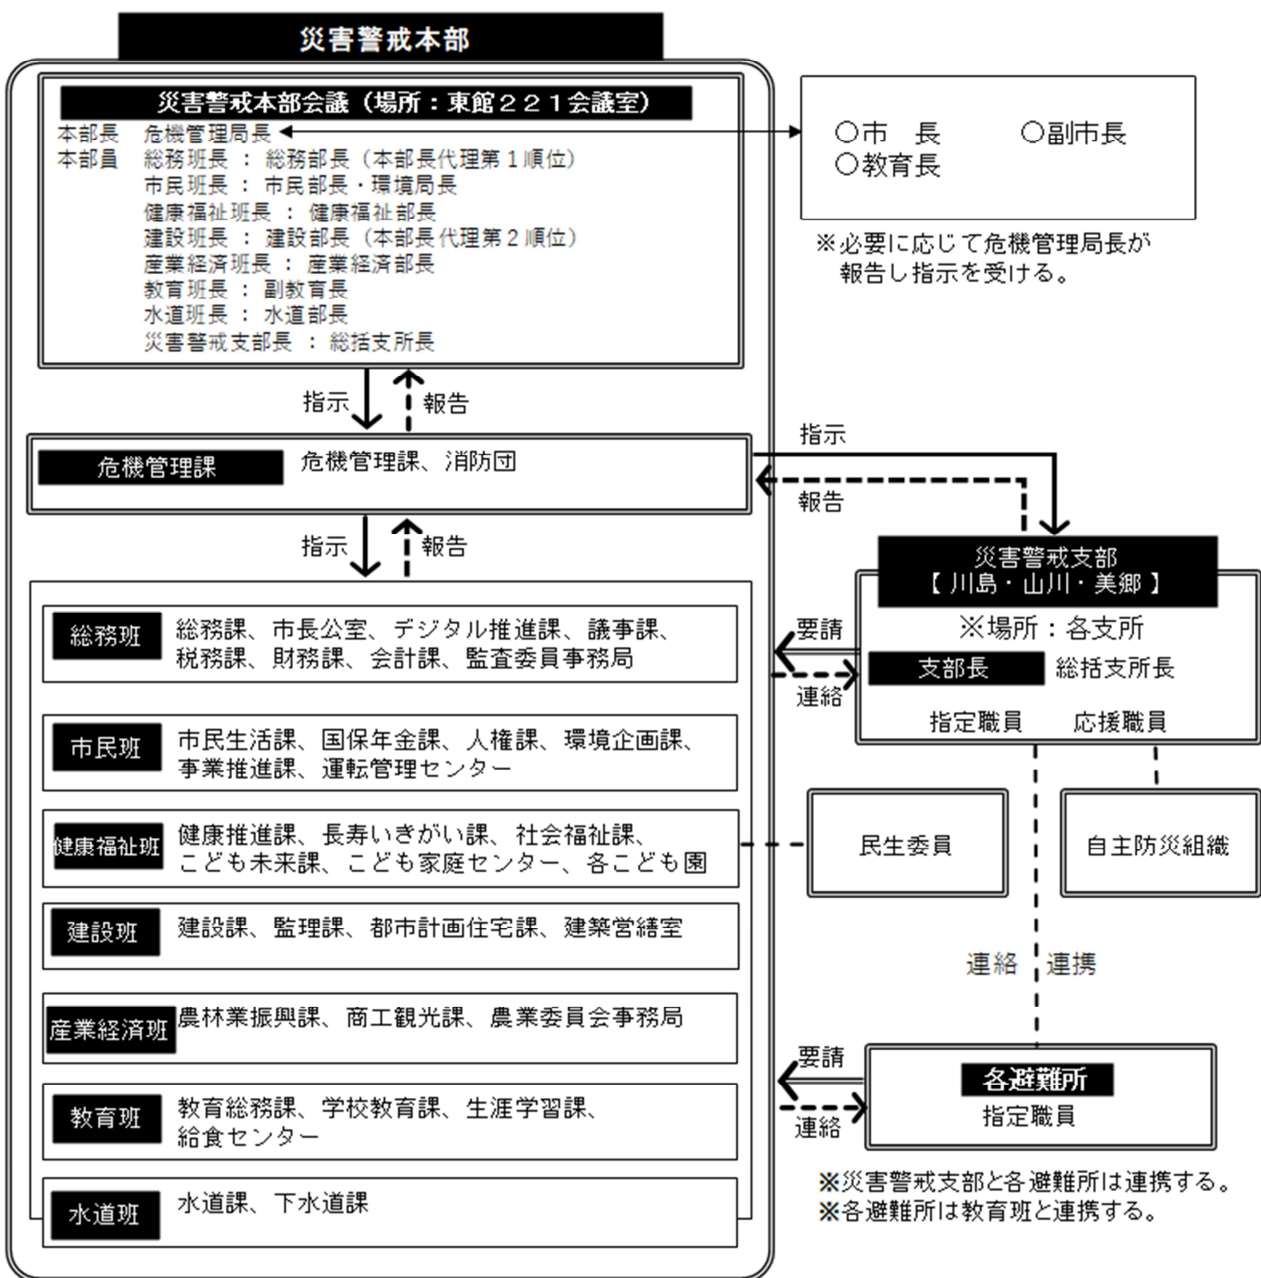 災害警戒本部
災害警戒本部会議（場所：東館２２１会議室）
本部長　危機管理局長
本部員　総務班長 ： 総務部長（本部長代理第１順位）
市民班長 ： 市民部長・環境局長
健康福祉班長 ： 健康福祉部長
建設班長 ： 建設部長（本部長代理第２順位）
産業経済班長 ： 産業経済部長
教育班長 ： 副教育長
水道班長 ： 水道部長
災害警戒支部長 ： 総括支所長
○市　長　　　○副市長
○教育長
※必要に応じて危機管理局長が
報告し指示を受ける。
指示　報告
危機管理課　危機管理課、消防団
指示
報告
指示　報告
災害警戒支部
【 川島・山川・美郷 】
※場所：各支所
支部長　総括支所長
指定職員　応援職員
要請
連絡
総務班　総務課、市長公室、デジタル推進課、議事課、
税務課、財務課、会計課、監査委員事務局
市民班　市民生活課、国保年金課、人権課、環境企画課、
事業推進課、運転管理センター
健康福祉班　健康推進課、長寿いきがい課、社会福祉課、
こども未来課、こども家庭センター、各こども園
民生委員　自主防災組織
建設班　建設課、監理課、都市計画住宅課、建築営繕室
連絡　連携
産業経済班　農林業振興課、商工観光課、農業委員会事務局
要請
連絡
各避難所
指定職員
教育班　教育総務課、学校教育課、生涯学習課、
給食センター
水道班　水道課、下水道課
※災害警戒支部と各避難所は連携する。
※各避難所は教育班と連携する。